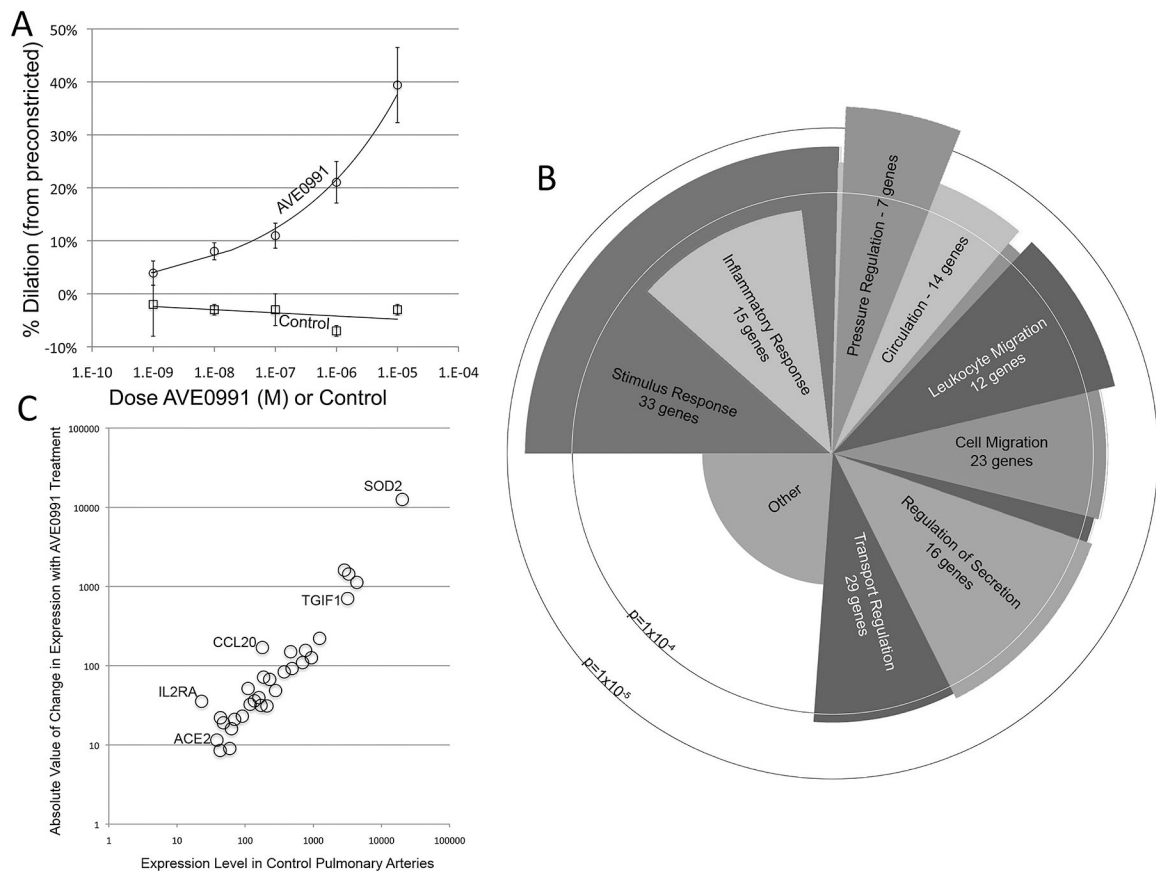 A
50%
40%
30%
20%
10%
0%
-10%
% Dilation (from preconstricted)
AVE0991
Control
1.E-10 1.E-09 1.E-08 1.E-07 1.E-06 1.E-05 1.E-04
Dose AVE0991 (M) or Control
B
Pressure Regulation - 7 genes
Circulation - 14 genes
Leukocyte Migration
12 genes
Cell Migration
23 genes
Regulation of Secretion
16 genes
Transport Regulation
29 genes
Other
Stimulus Response
33 genes
Inflammatory Response
15 genes
p=1x10-4
p=1x10-5
C
100000
10000
1000
100
10
1
Absolute Value of Change in Expression with AVE0991 Treatment
SOD2
TGIF1
CCL20
IL2RA
ACE2
1 10 100 1000 10000 100000
Expression Level in Control Pulmonary Arteries